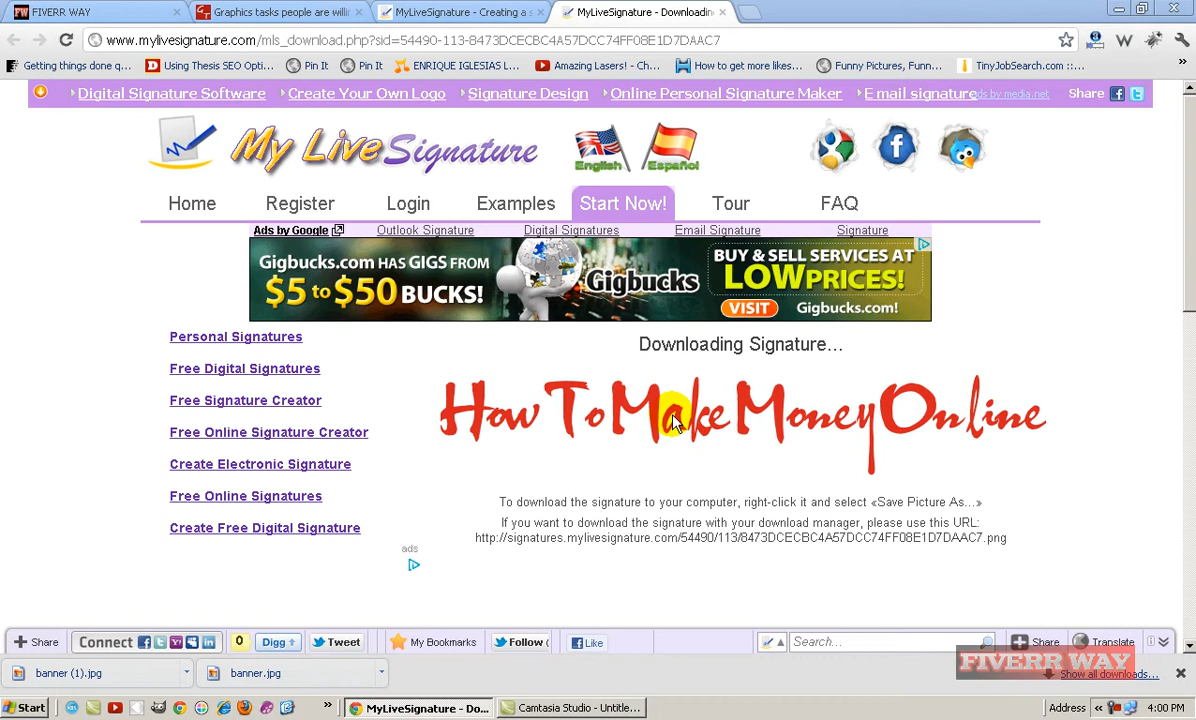 FIVERR WAY
Graphics tasks people are willin
MyLiveSignature - Creating a s
MyLiveSignature - Downloadin
www.mylivesignature.com/mls_download.php?sid=54490-113-8473DCECBC4A57DCC74FF08E1D7DAAC7
Getting things done q...
Using Thesis SEO Opti...
Pin It
Pin It
ENRIQUE IGLESIAS L...
Amazing Lasers! - Ch...
How to get more likes...
Funny Pictures, Funn...
TinyJobSearch.com ::...
Digital Signature Software
Create Your Own Logo
Signature Design
Online Personal Signature Maker
Email signature
ads by media.net
Share
My LiveSignature
English
Español
Home
Register
Login
Examples
Start Now!
Tour
FAQ
Ads by Google
Outlook Signature
Digital Signatures
Email Signature
Signature
Gigbucks.com HAS GIGS FROM
$5 to $50 BUCKS!
Gigbucks
BUY & SELL SERVICES AT
LOW PRICES!
VISIT Gigbucks.com!
Personal Signatures
Free Digital Signatures
Free Signature Creator
Free Online Signature Creator
Create Electronic Signature
Free Online Signatures
Create Free Digital Signature
Downloading Signature...
How To Make Money Online
To download the signature to your computer, right-click it and select «Save Picture As...»
If you want to download the signature with your download manager, please use this URL:
http://signatures.mylivesignature.com/54490/113/8473DCECBC4A57DCC74FF08E1D7DAAC7.png
ads
Share
Connect
0
Digg
Tweet
My Bookmarks
Follow (
Like
Search...
Share
Translate
banner (1).jpg
banner.jpg
FIVERR WAY
Show all downloads...
Start
MyLiveSignature - Do...
Camtasia Studio - Untitle...
Address
4:00 PM